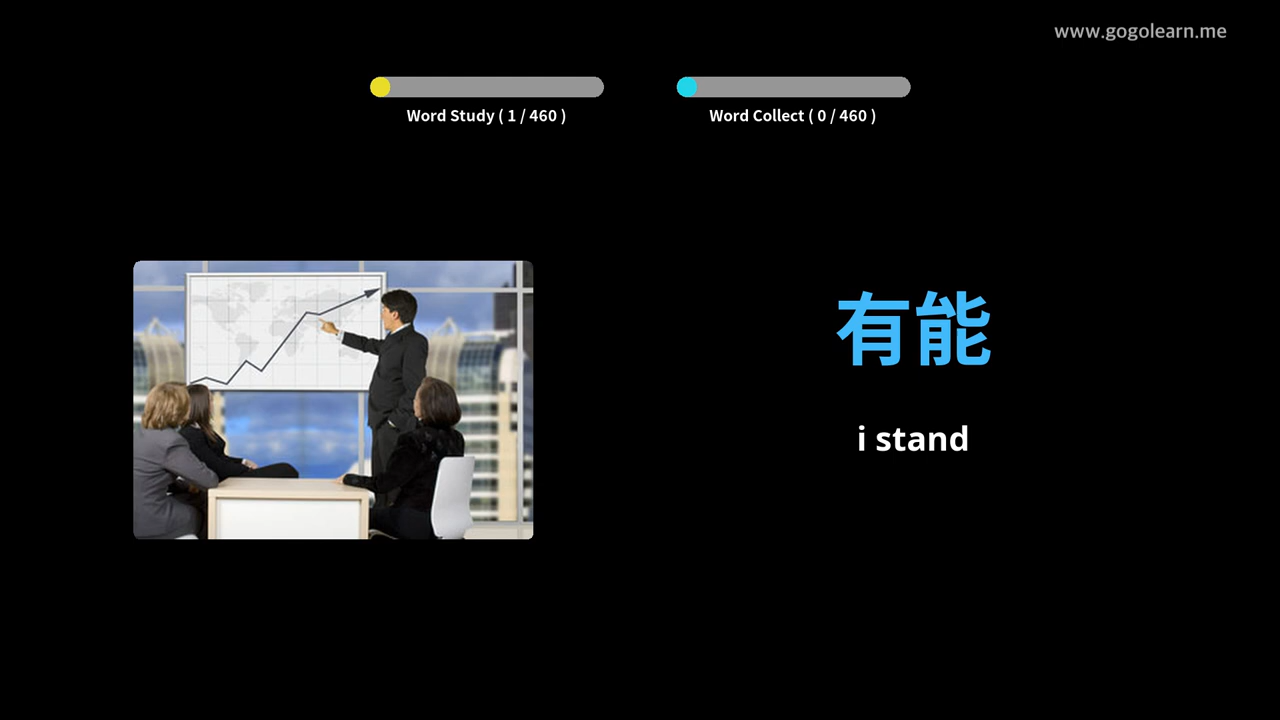 www.gogolearn.me
Word Study ( 1 / 460 )
Word Collect ( 0 / 460 )
有能
i stand